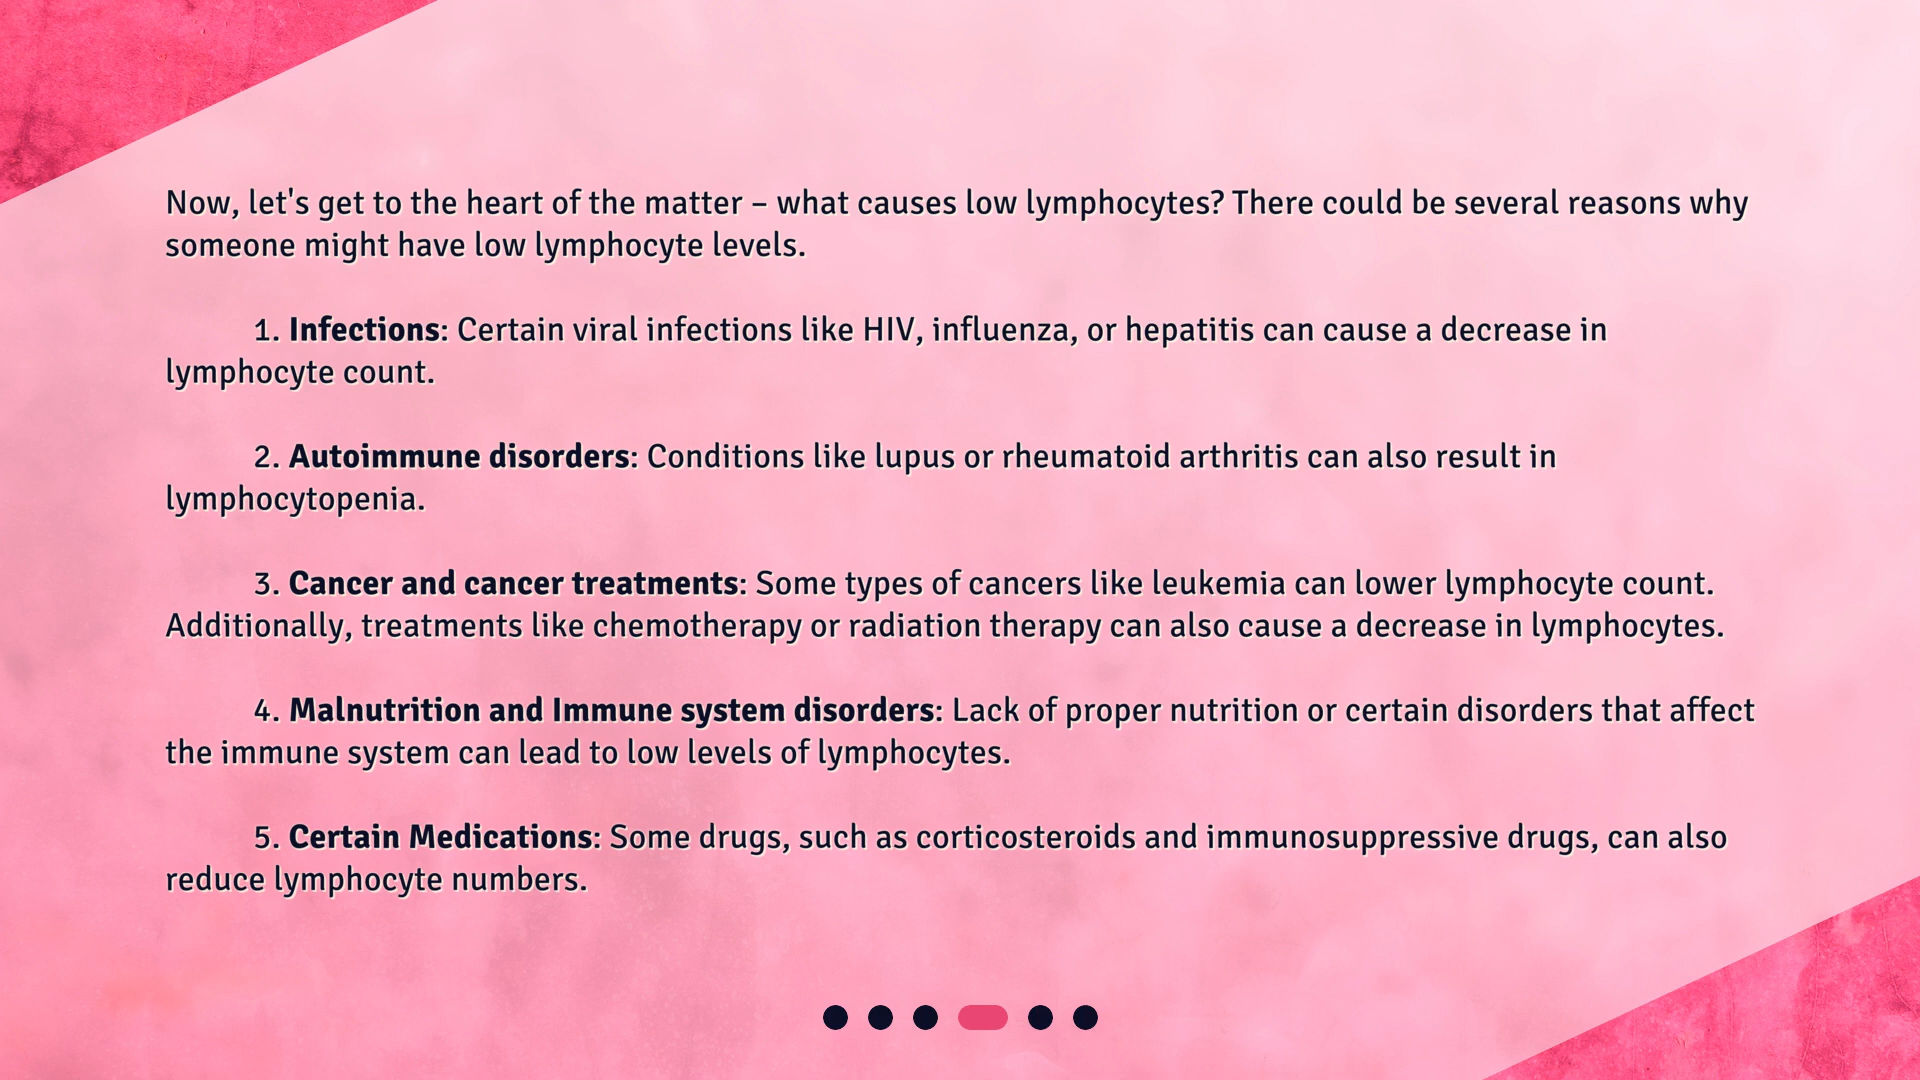 Now, let's get to the heart of the matter – what causes low lymphocytes? There could be several reasons why
someone might have low lymphocyte levels.
1. Infections: Certain viral infections like HIV, influenza, or hepatitis can cause a decrease in
lymphocyte count.
2. Autoimmune disorders: Conditions like lupus or rheumatoid arthritis can also result in
lymphocytopenia.
3. Cancer and cancer treatments: Some types of cancers like leukemia can lower lymphocyte count.
Additionally, treatments like chemotherapy or radiation therapy can also cause a decrease in lymphocytes.
4. Malnutrition and Immune system disorders: Lack of proper nutrition or certain disorders that affect
the immune system can lead to low levels of lymphocytes.
5. Certain Medications: Some drugs, such as corticosteroids and immunosuppressive drugs, can also
reduce lymphocyte numbers.